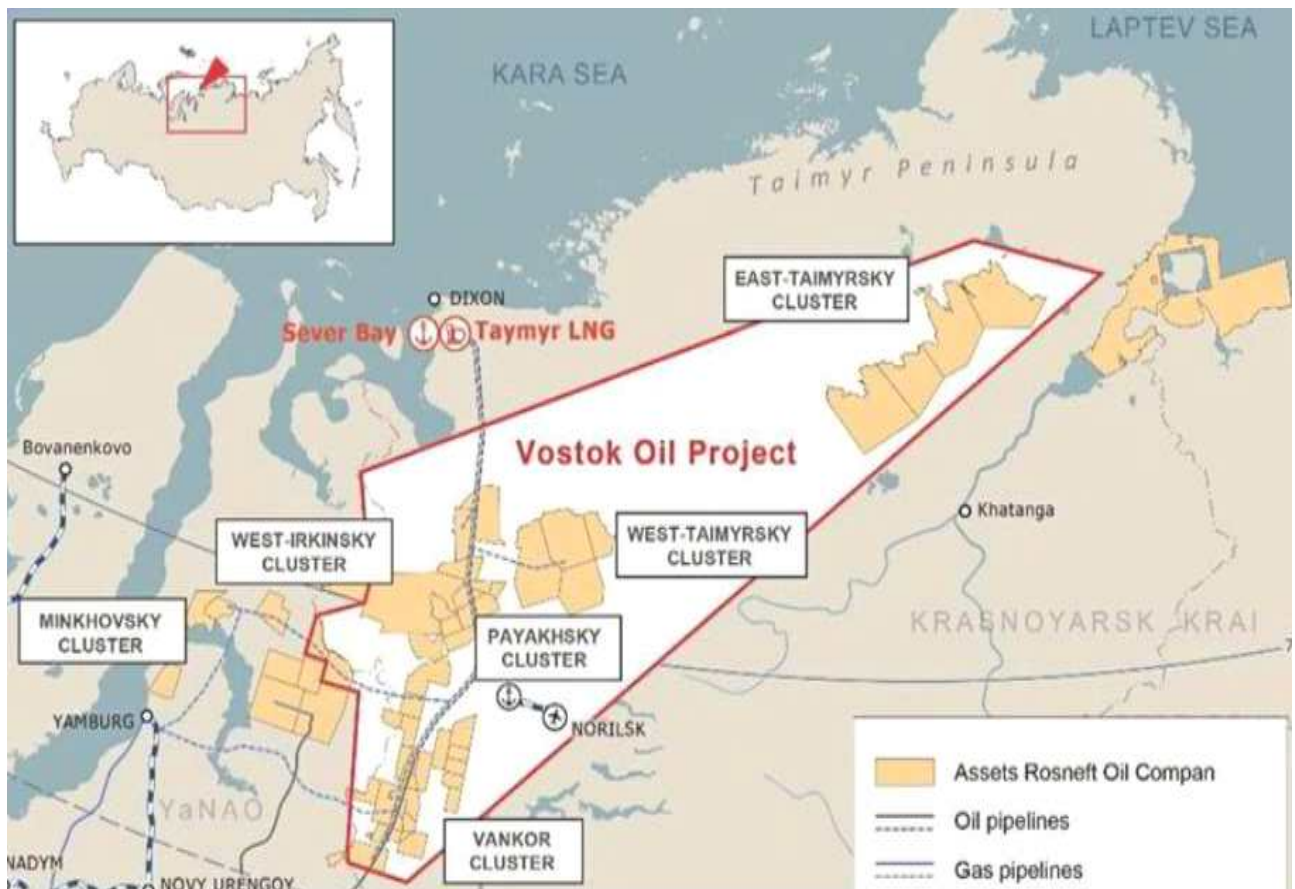 LAPTEV SEA
KARA SEA
Taimyr Peninsula
EAST-TAIMYRSKY
CLUSTER
DIXON
Sever Bay
Taymyr LNG
Vostok Oil Project
Bovanenkovo
Khatanga
WEST-IRKINSKY
CLUSTER
WEST-TAIMYRSKY
CLUSTER
MINKHOVSKY
CLUSTER
PAYAKHSKY
CLUSTER
KRASNOYARSK KRAI
7
YAMBURG
NORILSK
YaNAO
VANKOR
CLUSTER
NADYM
NOVY URENGOY
Assets Rosneft Oil Compan
Oil pipelines
Gas pipelines